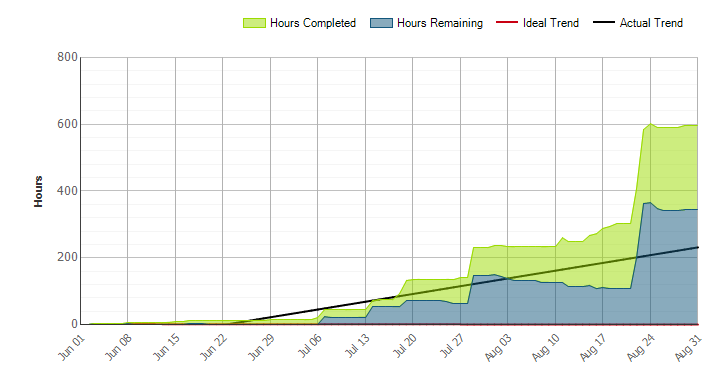 Hours Completed Hours Remaining Ideal Trend Actual Trend
800
600
400
200
0
Hours
Jun 01 Jun 08 Jun 15 Jun 22 Jun 29 Jul 06 Jul 13 Jul 20 Jul 27 Aug 03 Aug 10 Aug 17 Aug 24 Aug 31